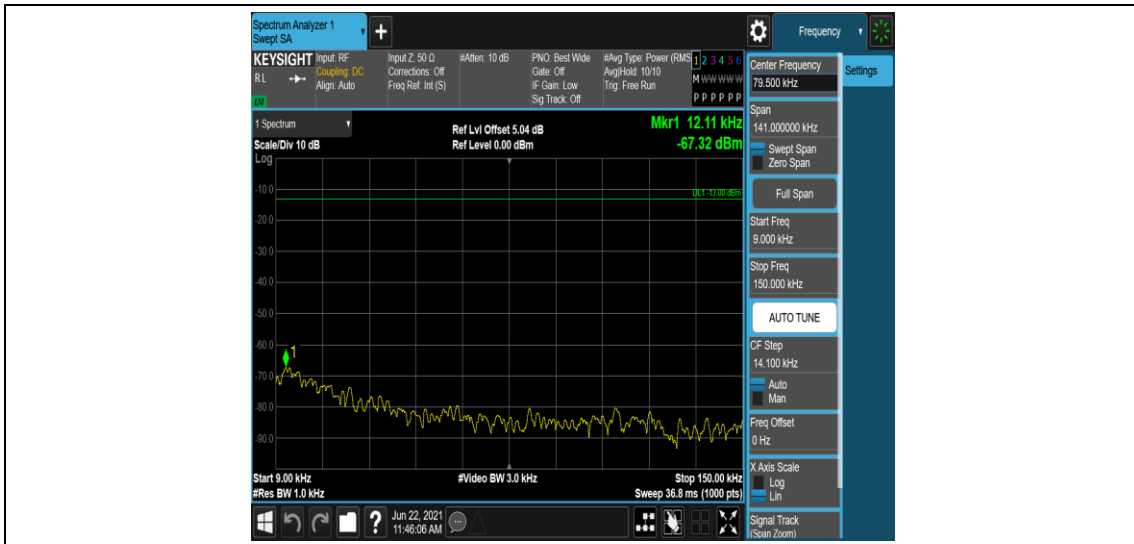 Spectrum Analyzer 1
Swept SA
+
Frequency
KEYSIGHT
RL
LXI
Input: RF
Coupling: DC
Align: Auto
Input Z: 50 Ω
Corrections: Off
Freq Ref: Int (S)
#Atten: 10 dB
PNO: Best Wide
Gate: Off
IF Gain: Low
Sig Track: Off
#Avg Type: Power (RMS
Avg|Hold: 10/10
Trig: Free Run
1 2 3 4 5 6
M W W W W W
P P P P P P
1 Spectrum
Scale/Div 10 dB
Log
Ref Lvl Offset 5.04 dB
Ref Level 0.00 dBm
Mkr1 12.11 kHz
-67.32 dBm
DL1 -13.00 dBm
-10.0
-20.0
-30.0
-40.0
-50.0
-60.0
-70.0
-80.0
-90.0
1
Start 9.00 kHz
#Res BW 1.0 kHz
#Video BW 3.0 kHz
Stop 150.00 kHz
Sweep 36.8 ms (1000 pts)
Center Frequency
79.500 kHz
Span
141.000000 kHz
Swept Span
Zero Span
Full Span
Start Freq
9.000 kHz
Stop Freq
150.000 kHz
AUTO TUNE
CF Step
14.100 kHz
Auto
Man
Freq Offset
0 Hz
X Axis Scale
Log
Lin
Signal Track
(Span Zoom)
Settings
?
Jun 22, 2021
11:46:06 AM